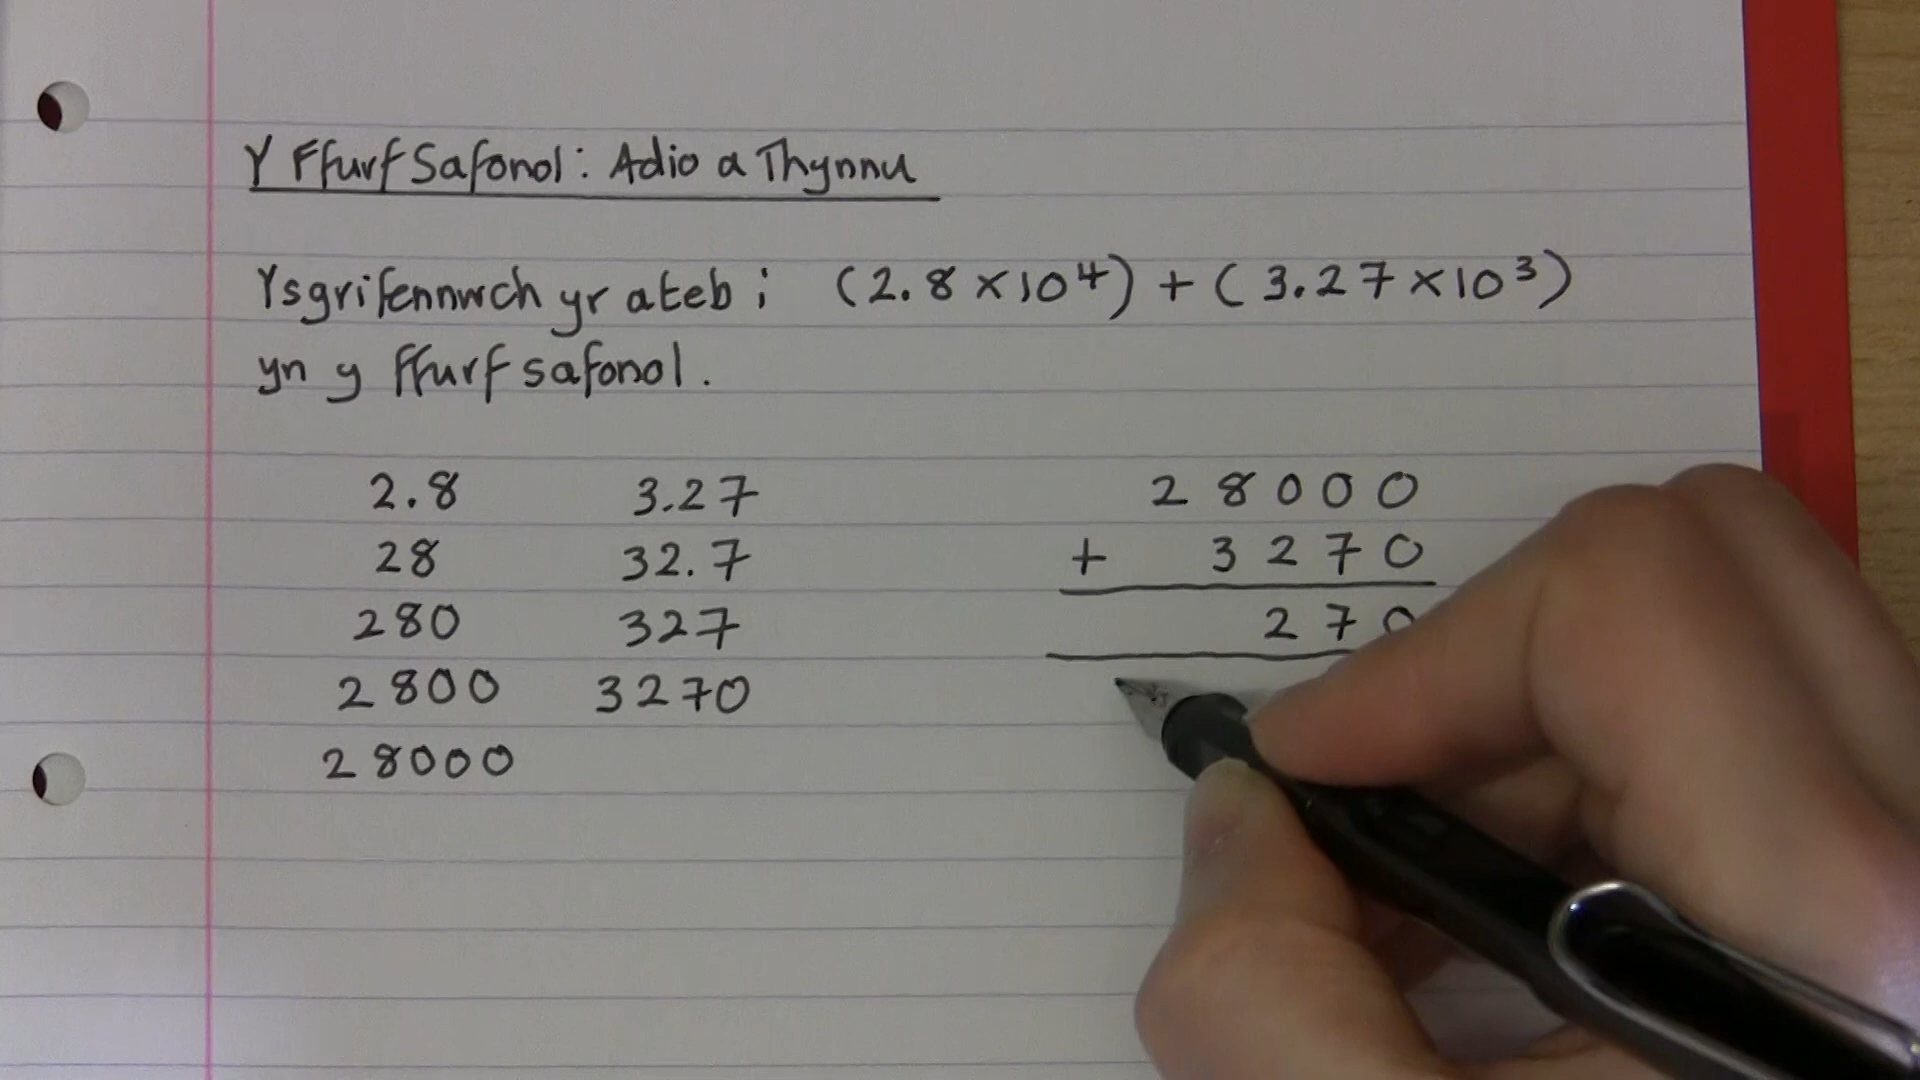 Y Ffurf Safonol: Adio a Thynnu
Ysgrifennwch yr ateb i (2.8 × 10⁴) + (3.27 × 10³)
yn y ffurf safonol.
2.8 3.27
28 32.7
280 327
2800 3270
28000
28000
+ 3270
270